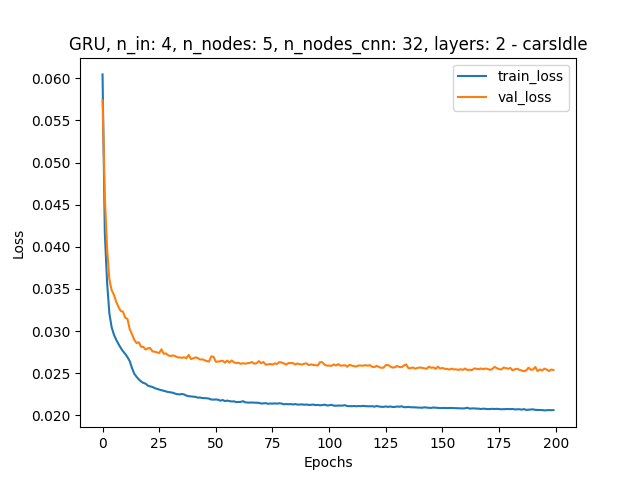 GRU, n_in: 4, n_nodes: 5, n_nodes_cnn: 32, layers: 2 - carsIdle
train_loss
val_loss
0.060
0.055
0.050
0.045
0.040
0.035
0.030
0.025
0.020
Loss
0 25 50 75 100 125 150 175 200
Epochs